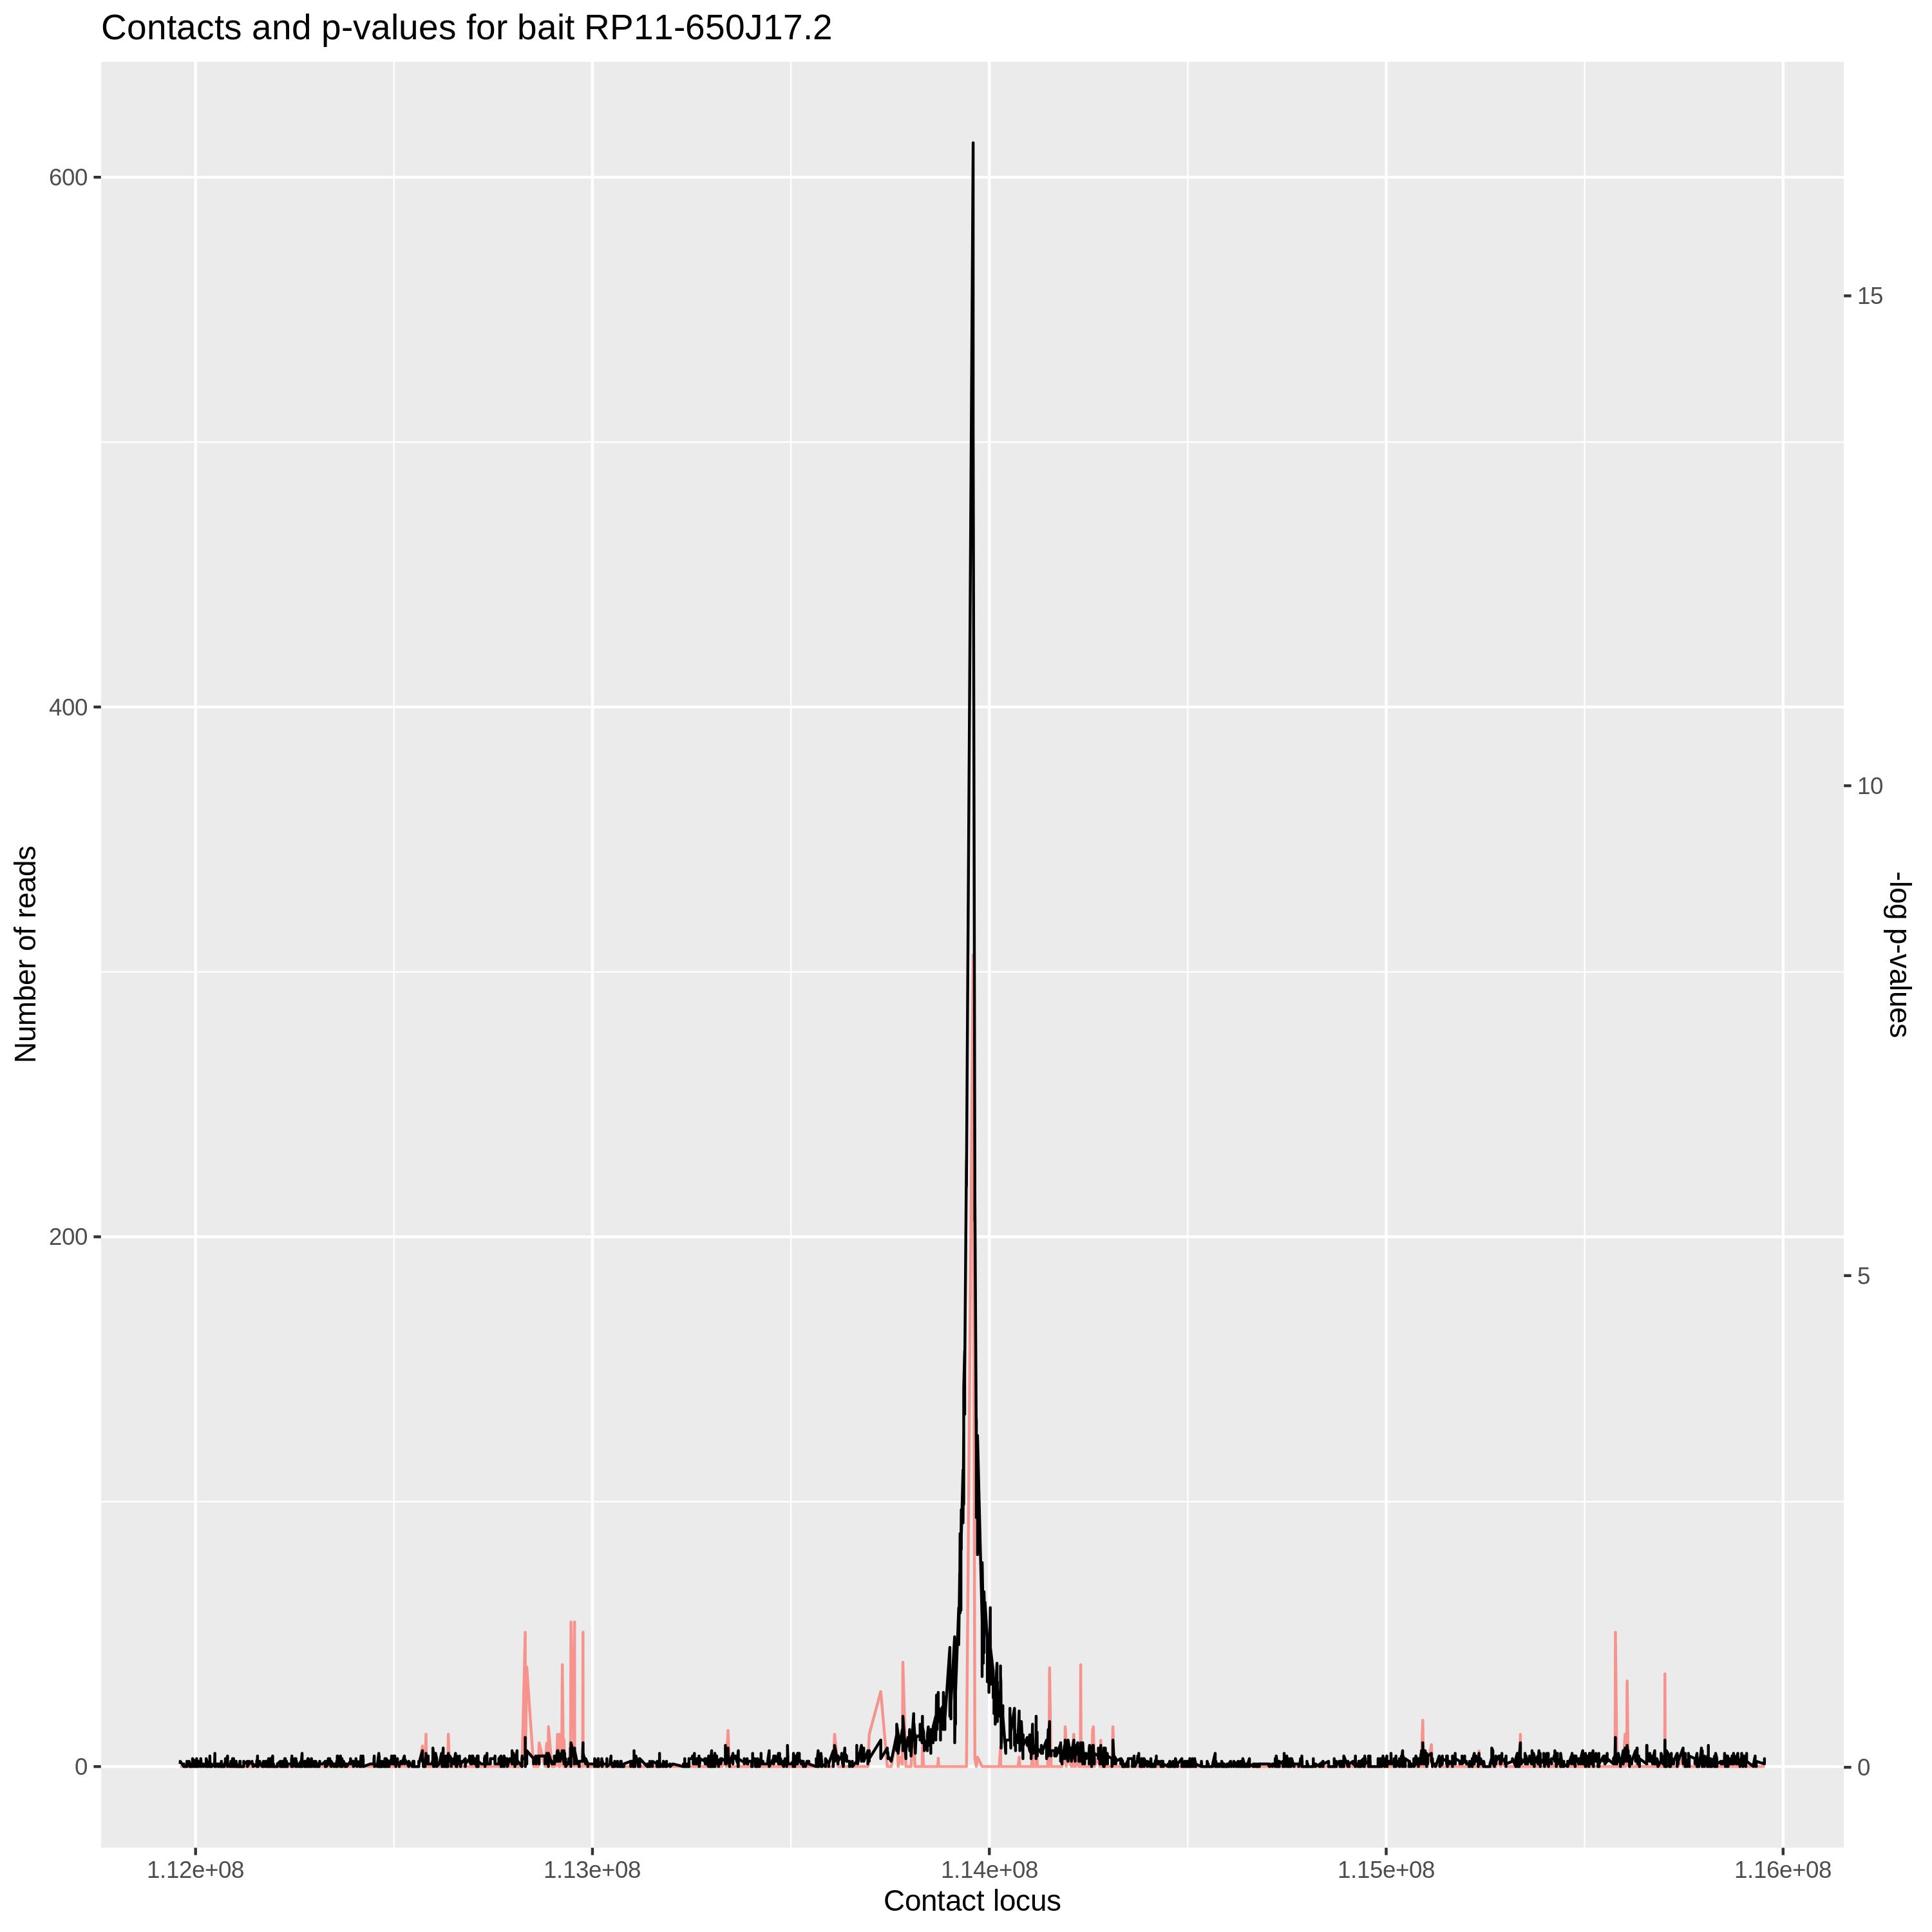 Contacts and p-values for bait RP11-650J17.2
600
400
200
0
15
10
5
0
Number of reads
-log p-values
1.12e+08 1.13e+08 1.14e+08 1.15e+08 1.16e+08
Contact locus